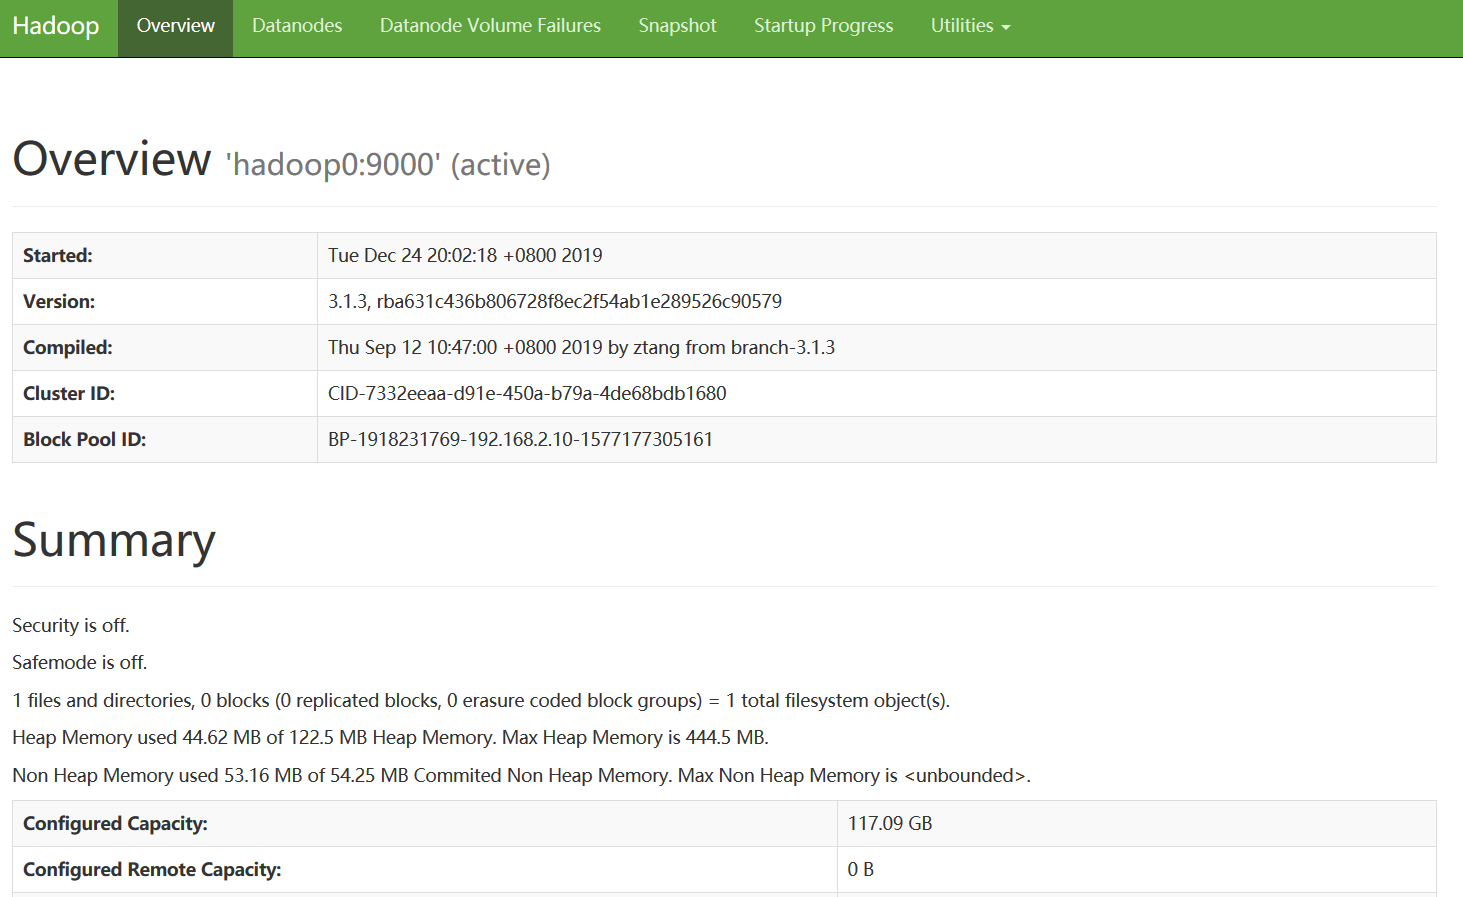 Hadoop Overview Datanodes Datanode Volume Failures Snapshot Startup Progress Utilities
Overview 'hadoop0:9000' (active)
Started: Tue Dec 24 20:02:18 +0800 2019
Version: 3.1.3, rba631c436b806728f8ec2f54ab1e289526c90579
Compiled: Thu Sep 12 10:47:00 +0800 2019 by ztang from branch-3.1.3
Cluster ID: CID-7332eeaa-d91e-450a-b79a-4de68bdb1680
Block Pool ID: BP-1918231769-192.168.2.10-1577177305161
Summary
Security is off.
Safemode is off.
1 files and directories, 0 blocks (0 replicated blocks, 0 erasure coded block groups) = 1 total filesystem object(s).
Heap Memory used 44.62 MB of 122.5 MB Heap Memory. Max Heap Memory is 444.5 MB.
Non Heap Memory used 53.16 MB of 54.25 MB Commited Non Heap Memory. Max Non Heap Memory is <unbounded>.
Configured Capacity: 117.09 GB
Configured Remote Capacity: 0 B